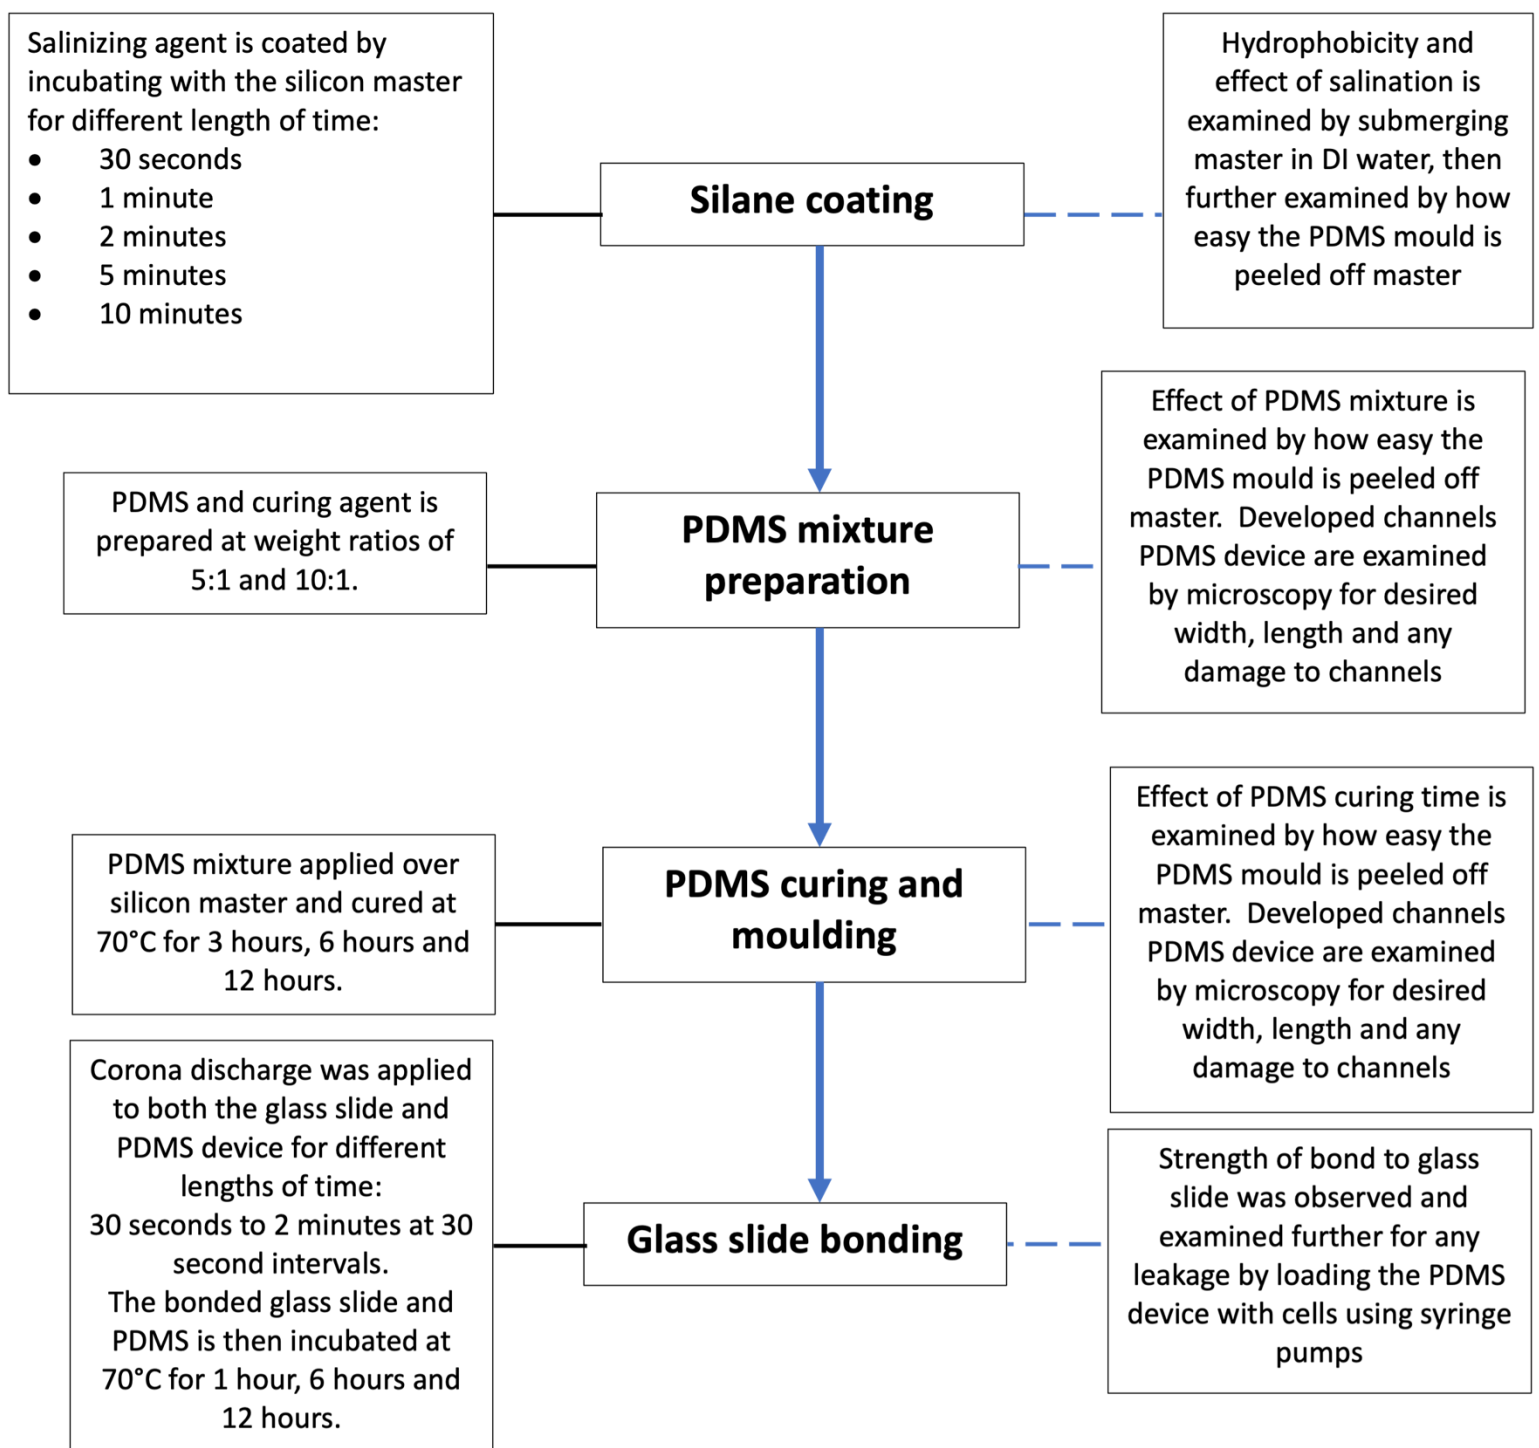 Salinizing agent is coated by
incubating with the silicon master
for different length of time:
• 30 seconds
• 1 minute
• 2 minutes
• 5 minutes
• 10 minutes
Silane coating
Hydrophobicity and
effect of salination is
examined by submerging
master in DI water, then
further examined by how
easy the PDMS mould is
peeled off master
PDMS and curing agent is
prepared at weight ratios of
5:1 and 10:1.
PDMS mixture
preparation
Effect of PDMS mixture is
examined by how easy the
PDMS mould is peeled off
master. Developed channels
PDMS device are examined
by microscopy for desired
width, length and any
damage to channels
PDMS mixture applied over
silicon master and cured at
70°C for 3 hours, 6 hours and
12 hours.
PDMS curing and
moulding
Effect of PDMS curing time is
examined by how easy the
PDMS mould is peeled off
master. Developed channels
PDMS device are examined
by microscopy for desired
width, length and any
damage to channels
Corona discharge was applied
to both the glass slide and
PDMS device for different
lengths of time:
30 seconds to 2 minutes at 30
second intervals.
The bonded glass slide and
PDMS is then incubated at
70°C for 1 hour, 6 hours and
12 hours.
Glass slide bonding
Strength of bond to glass
slide was observed and
examined further for any
leakage by loading the PDMS
device with cells using syringe
pumps